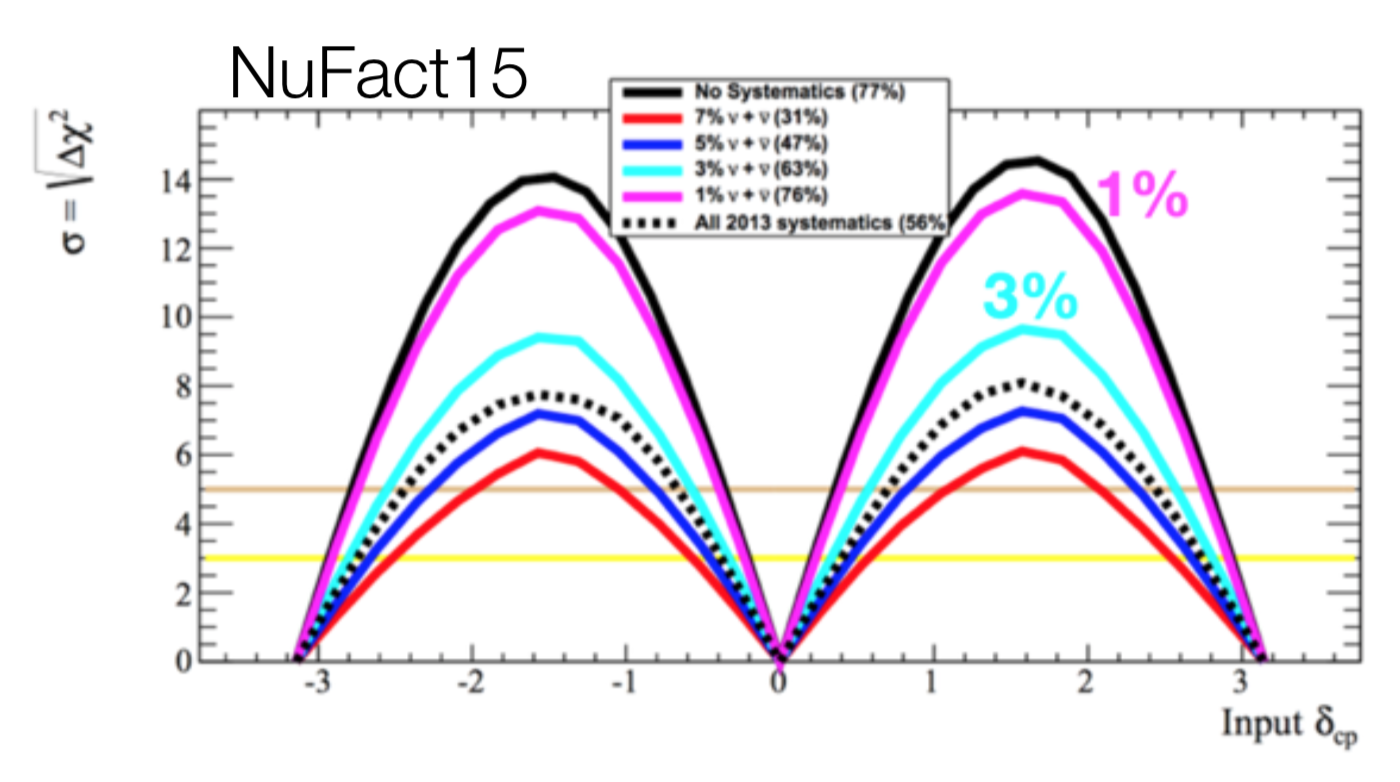 NuFact15
σ = √Δχ²
No Systematics (77%)
7% ν + ν̄ (31%)
5% ν + ν̄ (47%)
3% ν + ν̄ (63%)
1% ν + ν̄ (76%)
All 2013 systematics (56%
1%
3%
14
12
10
8
6
4
2
0
-3 -2 -1 0 1 2 3
Input δcp